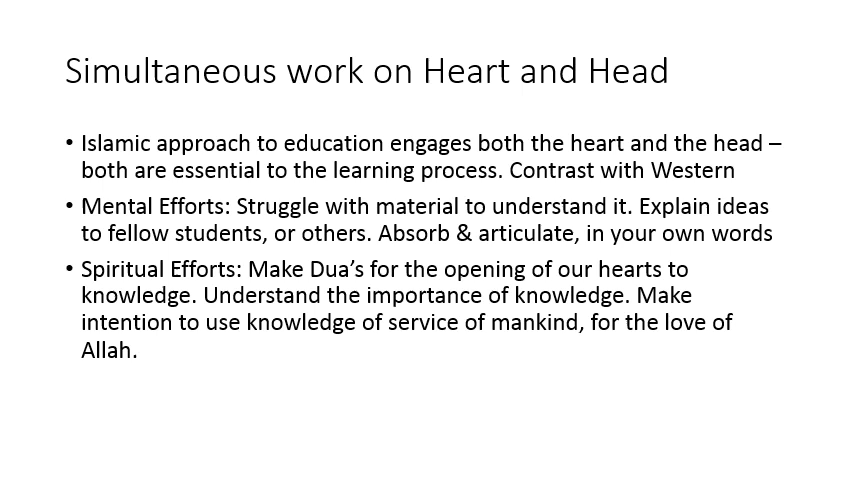 Simultaneous work on Heart and Head
• Islamic approach to education engages both the heart and the head –
both are essential to the learning process. Contrast with Western
• Mental Efforts: Struggle with material to understand it. Explain ideas
to fellow students, or others. Absorb & articulate, in your own words
• Spiritual Efforts: Make Dua’s for the opening of our hearts to
knowledge. Understand the importance of knowledge. Make
intention to use knowledge of service of mankind, for the love of
Allah.